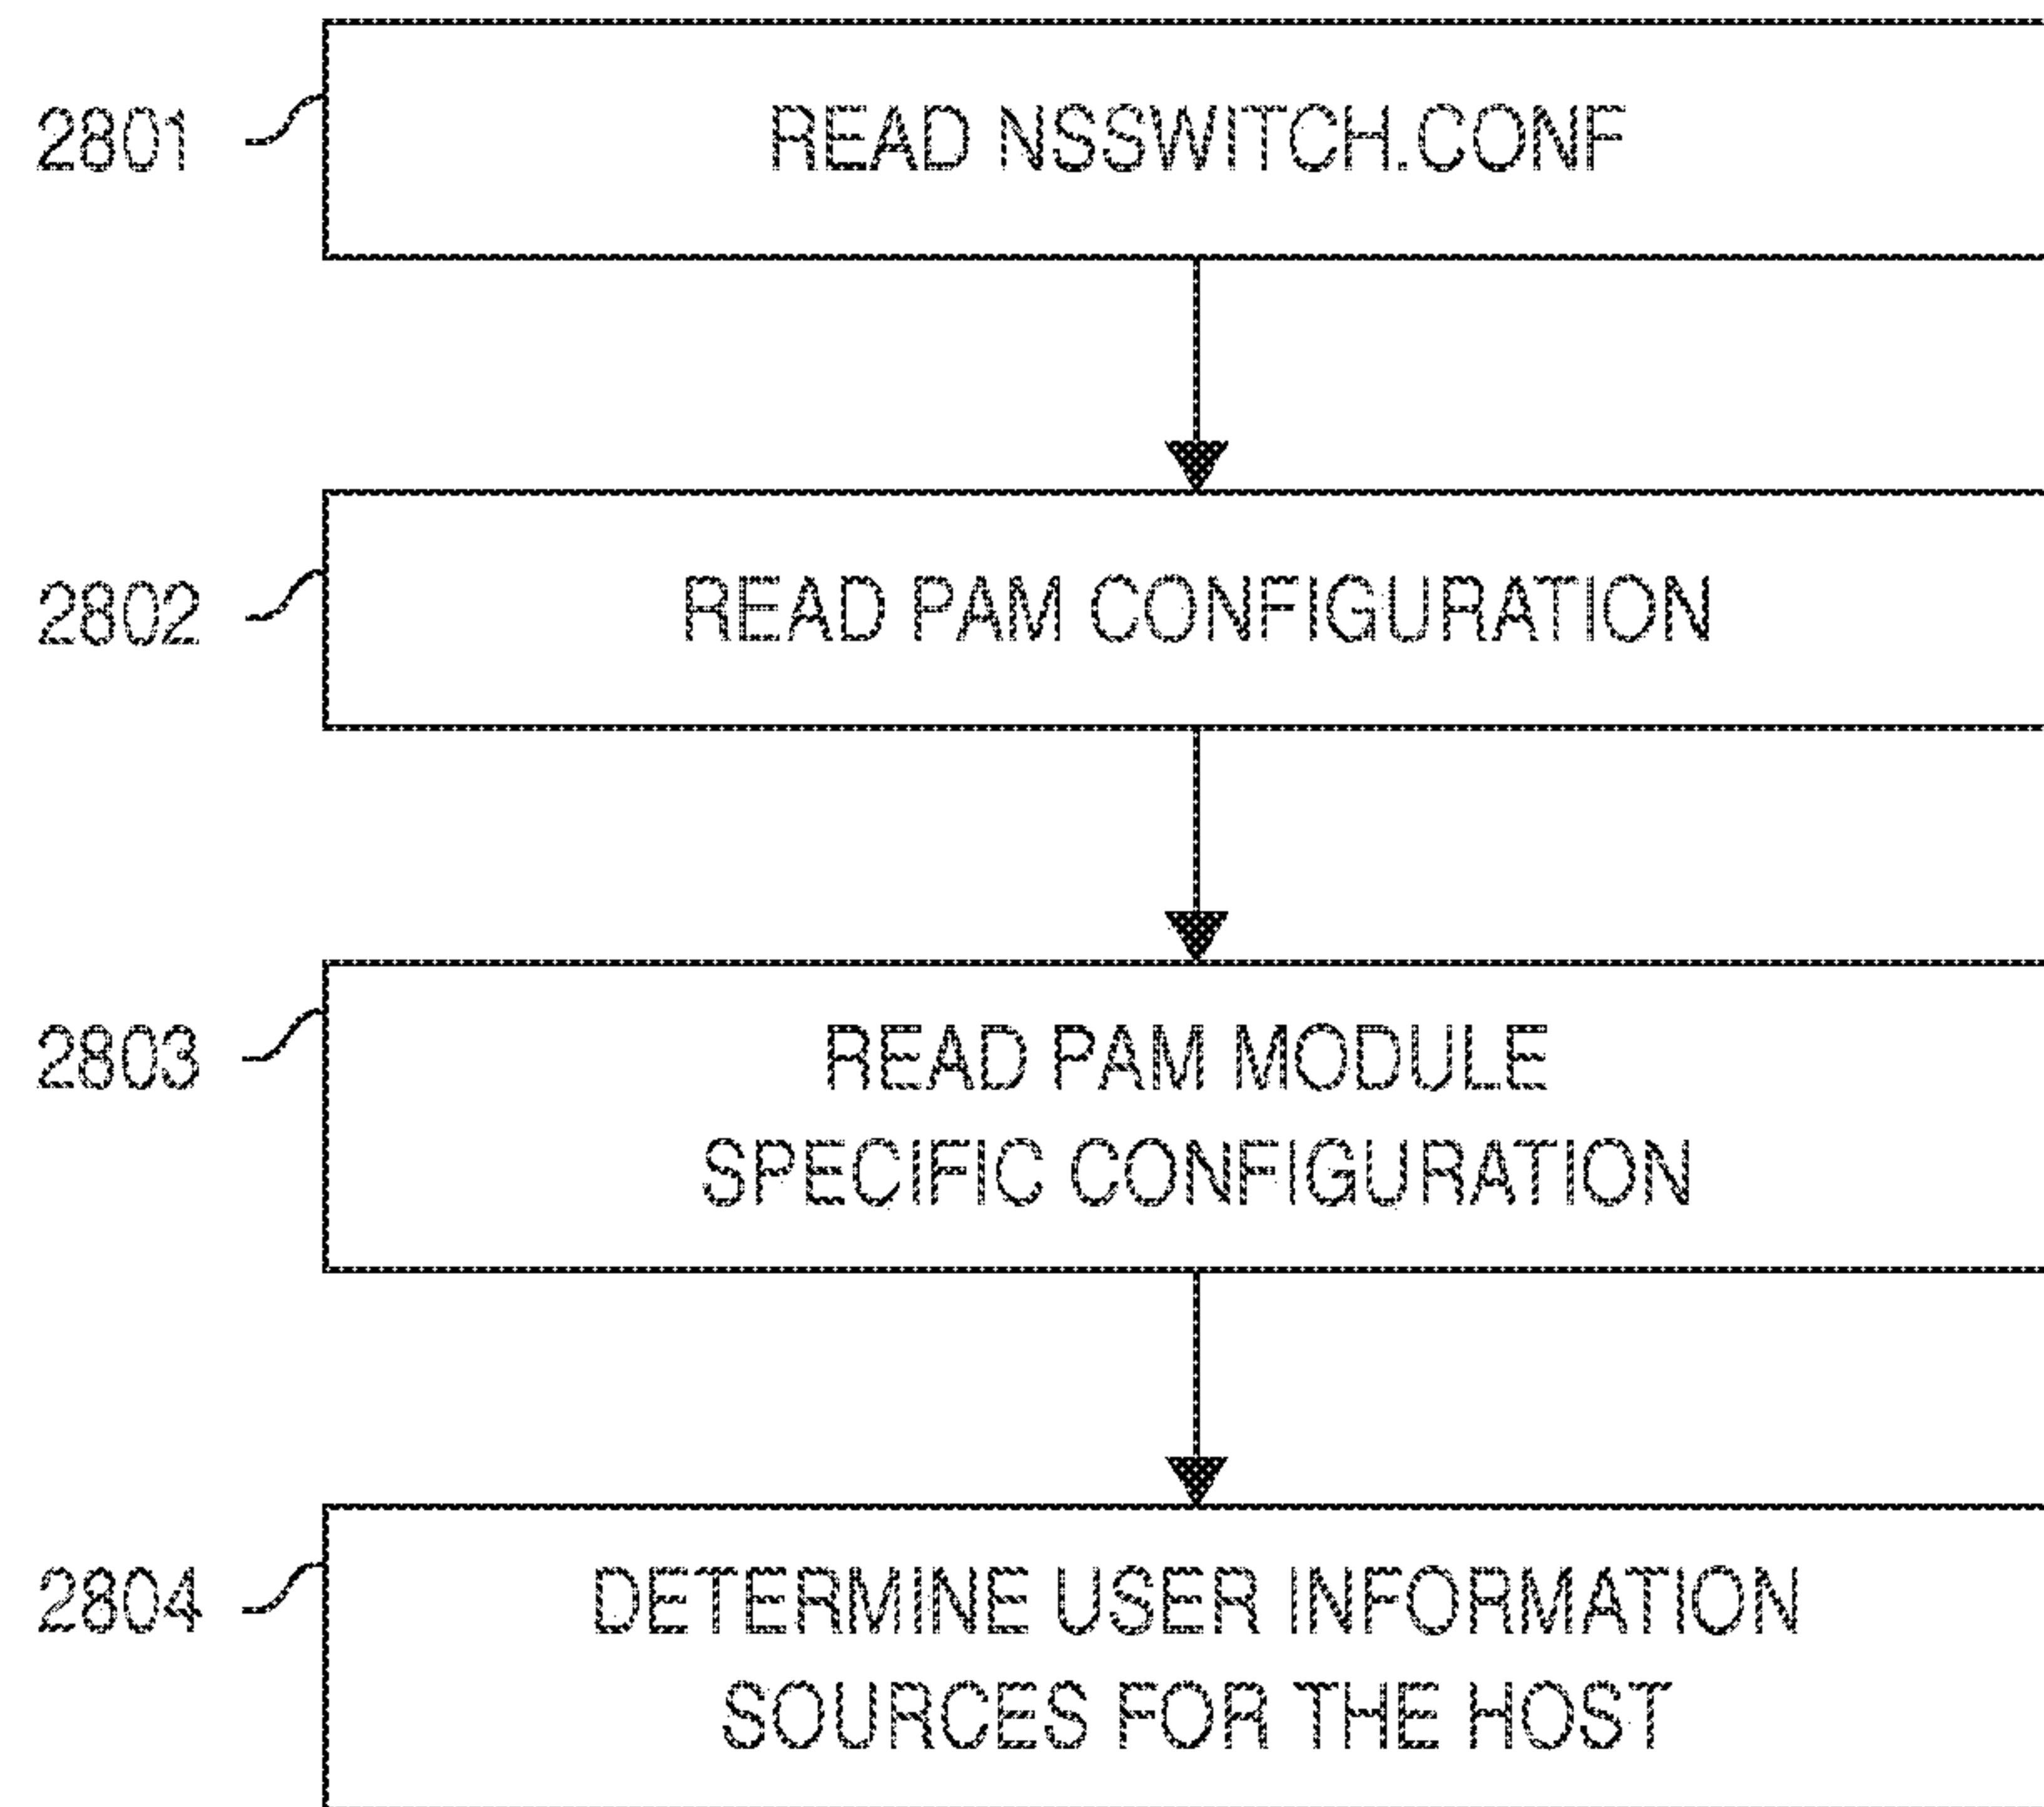 2801
READ NSSWITCH.CONF
2802
READ PAM CONFIGURATION
2803
READ PAM MODULE
SPECIFIC CONFIGURATION
2804
DETERMINE USER INFORMATION
SOURCES FOR THE HOST